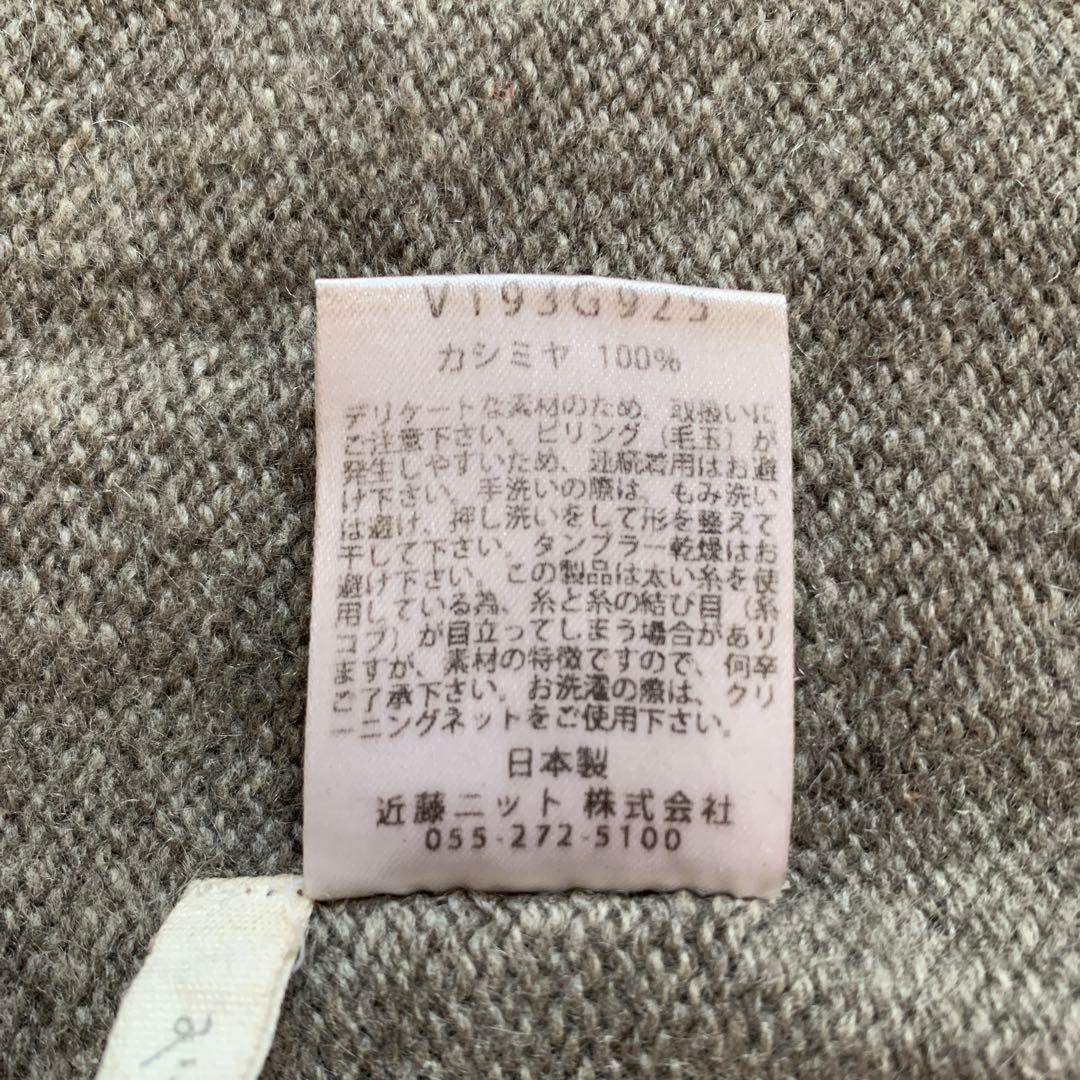 V193G925
カシミヤ 100%
デリケートな素材のため、取扱いに
ご注意下さい。ピリング（毛玉）が
発生しやすいため、連続着用はお避
け下さい。手洗いの際は、もみ洗い
は避け、押し洗いをして形を整えて
干して下さい。タンブラー乾燥はお
避け下さい。この製品は太い糸を使
用している為、糸と糸の結び目（糸
コブ）が目立ってしまう場合があり
ますが、素材の特徴ですので、何卒
ご了承下さい。お洗濯の際は、クリ
ーニングネットをご使用下さい。
日本製
近藤ニット 株式会社
055-272-5100